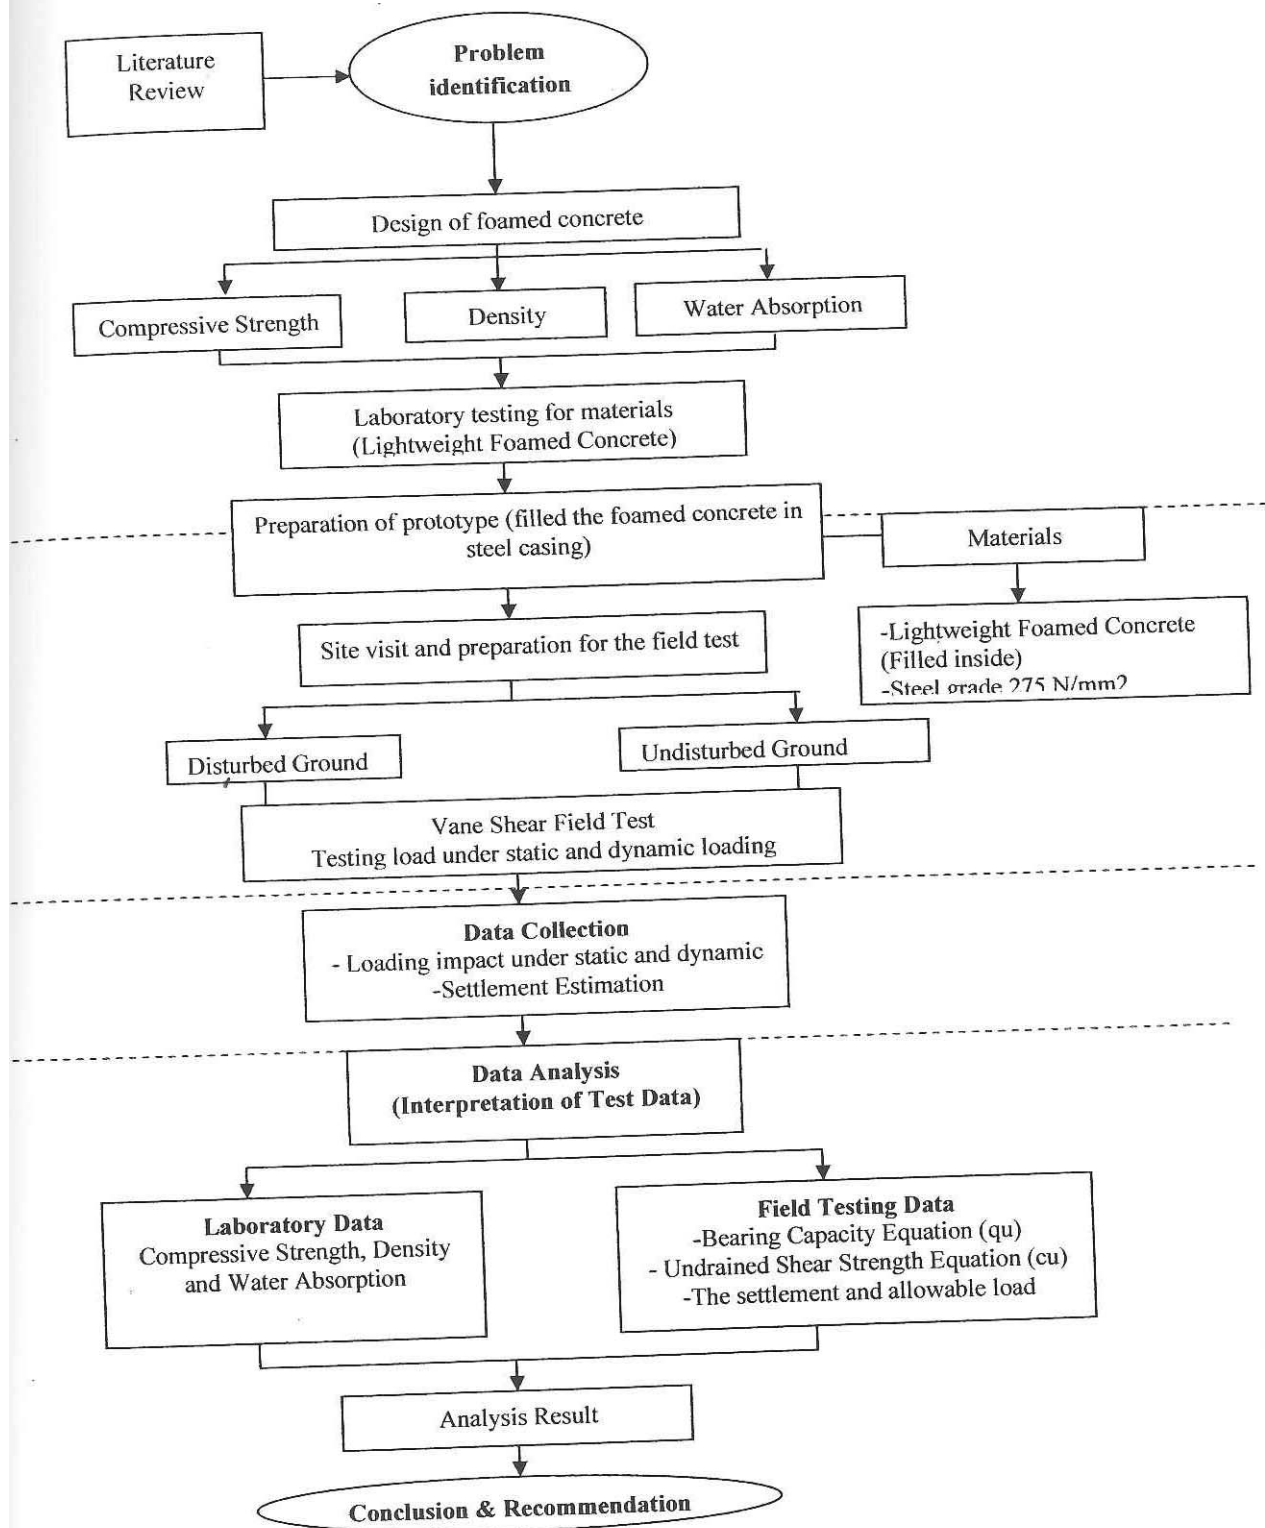 Literature
Review
Problem
identification
Design of foamed concrete
Compressive Strength
Density
Water Absorption
Laboratory testing for materials
(Lightweight Foamed Concrete)
Preparation of prototype (filled the foamed concrete in
steel casing)
Materials
-Lightweight Foamed Concrete
(Filled inside)
-Steel grade 275 N/mm2
Site visit and preparation for the field test
Disturbed Ground
Undisturbed Ground
Vane Shear Field Test
Testing load under static and dynamic loading
Data Collection
- Loading impact under static and dynamic
-Settlement Estimation
Data Analysis
(Interpretation of Test Data)
Laboratory Data
Compressive Strength, Density
and Water Absorption
Field Testing Data
-Bearing Capacity Equation (qu)
- Undrained Shear Strength Equation (cu)
-The settlement and allowable load
Analysis Result
Conclusion & Recommendation